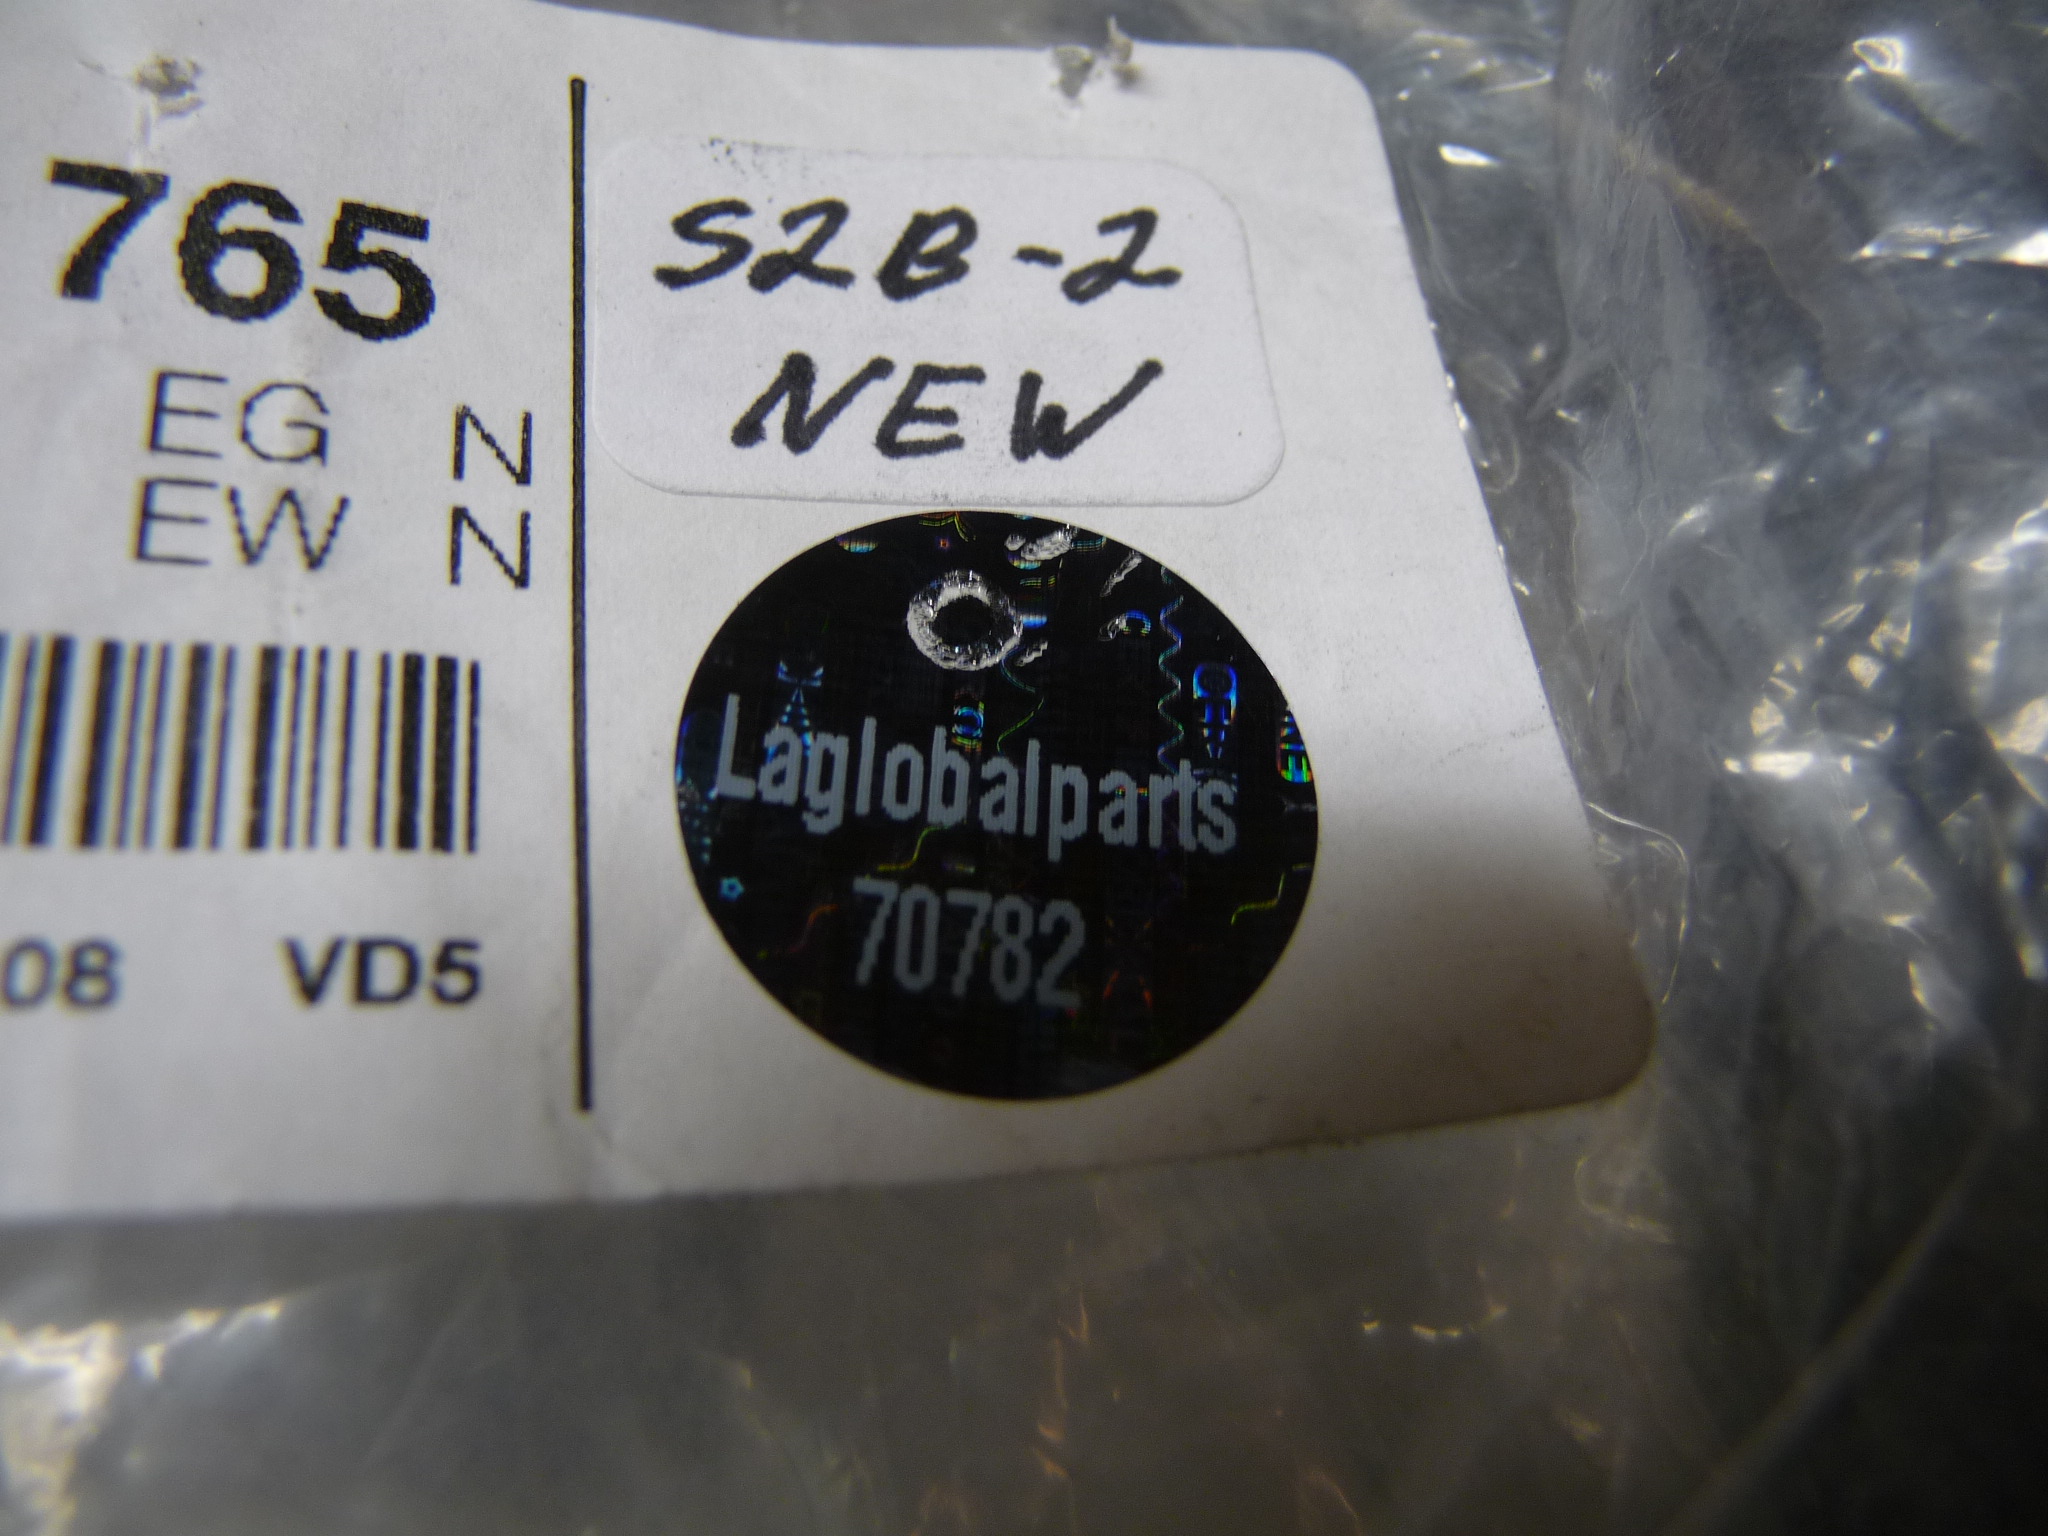 765
EG N
EW N
08 VD5
S2B-2
NEW
Laglobalparts
70782